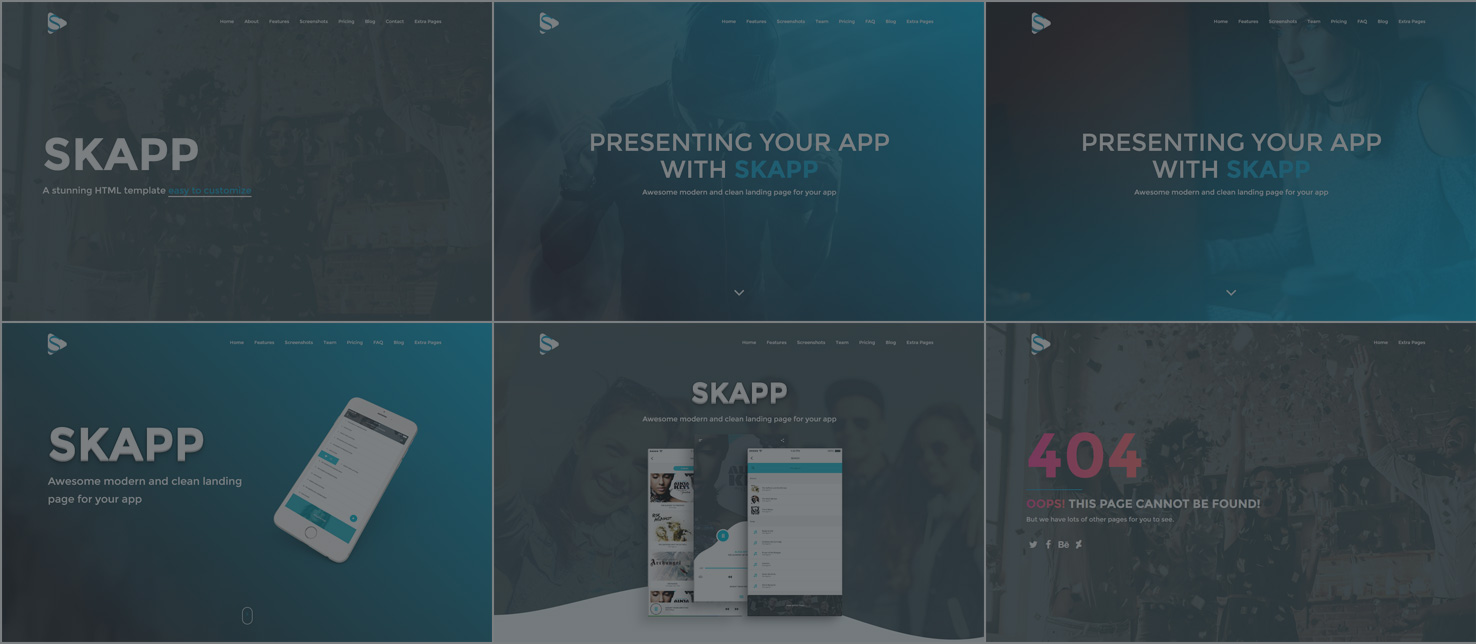 Home About Features Screenshots Pricing Blog Contact Extra Pages
SKAPP
A stunning HTML template easy to customize
Home Features Screenshots Team Pricing FAQ Blog Extra Pages
PRESENTING YOUR APP
WITH SKAPP
Awesome modern and clean landing page for your app
Home Features Screenshots Team Pricing FAQ Blog Extra Pages
PRESENTING YOUR APP
WITH SKAPP
Awesome modern and clean landing page for your app
Home Features Screenshots Team Pricing FAQ Blog Extra Pages
SKAPP
Awesome modern and clean landing
page for your app
Home Features Screenshots Team Pricing Blog Extra Pages
SKAPP
Awesome modern and clean landing page for your app
Home Extra Pages
404
OOPS! THIS PAGE CANNOT BE FOUND!
But we have lots of other pages for you to see.